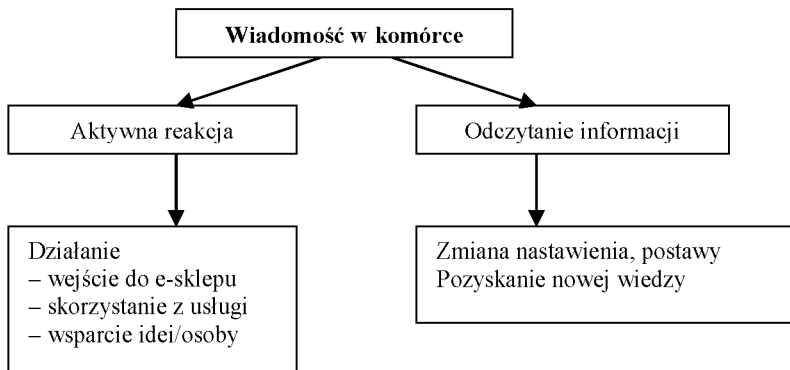 Wiadomość w komórce
Aktywna reakcja
Odczytanie informacji
Działanie
– wejście do e-sklepu
– skorzystanie z usługi
– wsparcie idei/osoby
Zmiana nastawienia, postawy
Pozyskanie nowej wiedzy